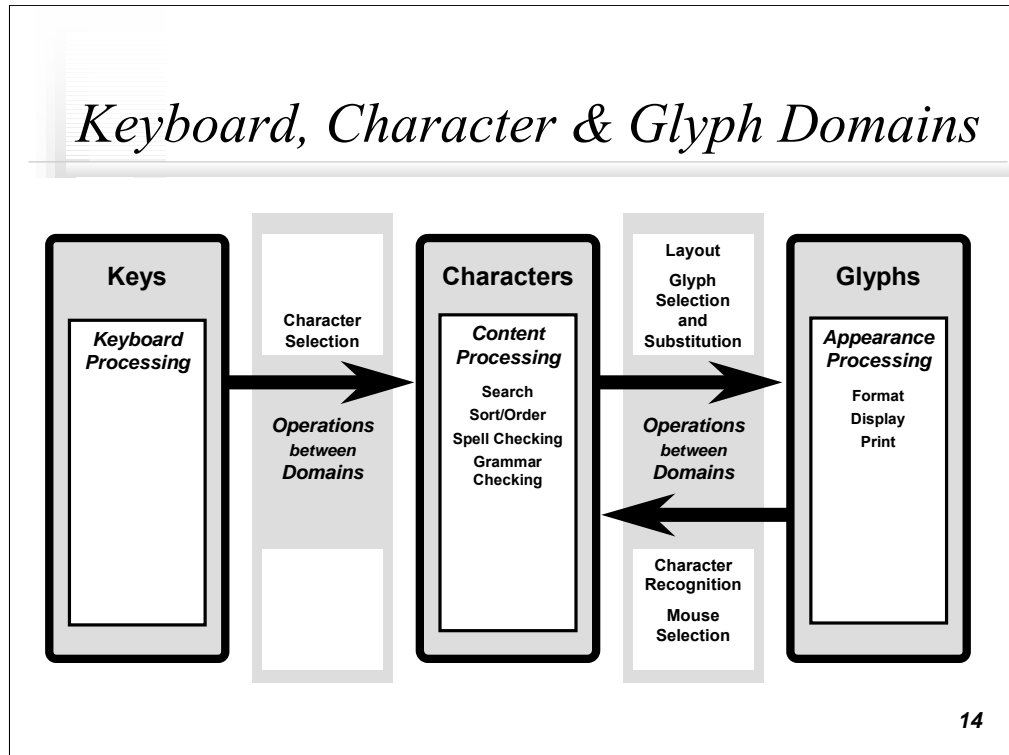 Keyboard, Character & Glyph Domains
Keys
Keyboard
Processing
Character
Selection
Operations
between
Domains
Characters
Content
Processing
Search
Sort/Order
Spell Checking
Grammar
Checking
Layout
Glyph
Selection
and
Substitution
Operations
between
Domains
Character
Recognition
Mouse
Selection
Glyphs
Appearance
Processing
Format
Display
Print
14